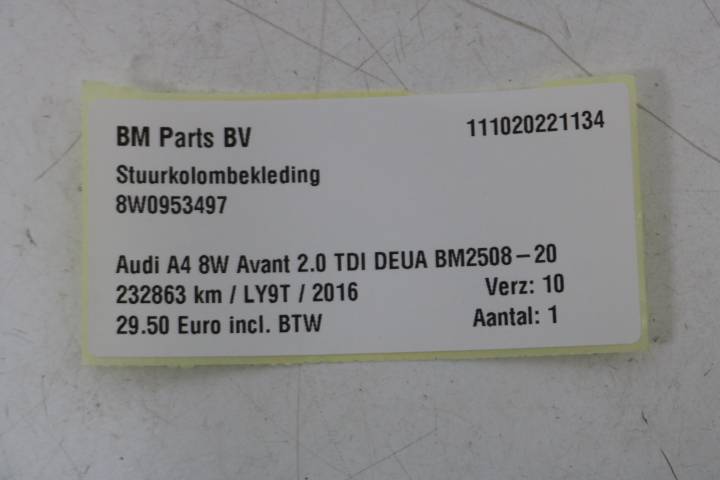 BM Parts BV 111020221134
Stuurkolombekleding
8W0953497
Audi A4 8W Avant 2.0 TDI DEUA BM2508-20
232863 km / LY9T / 2016 Verz: 10
29.50 Euro incl. BTW Aantal: 1